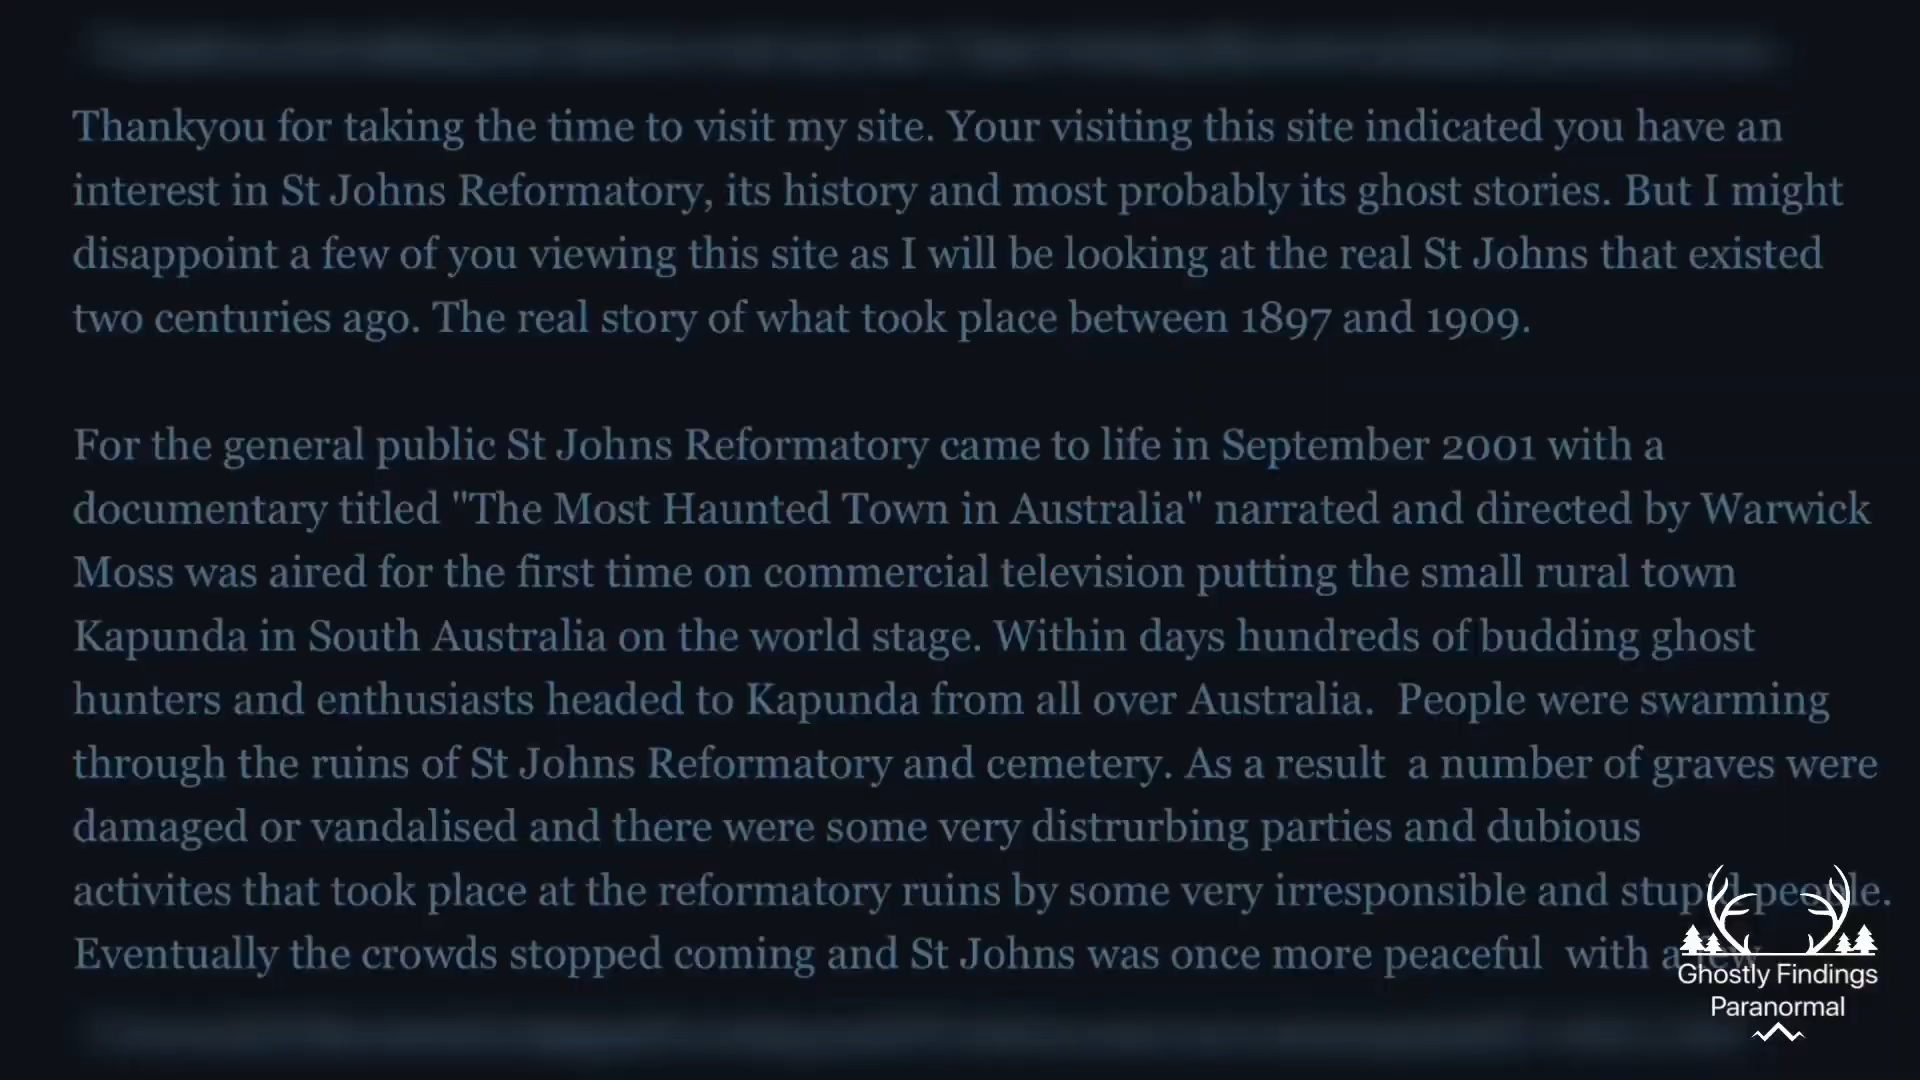 Thankyou for taking the time to visit my site. Your visiting this site indicated you have an
interest in St Johns Reformatory, its history and most probably its ghost stories. But I might
disappoint a few of you viewing this site as I will be looking at the real St Johns that existed
two centuries ago. The real story of what took place between 1897 and 1909.
For the general public St Johns Reformatory came to life in September 2001 with a
documentary titled "The Most Haunted Town in Australia" narrated and directed by Warwick
Moss was aired for the first time on commercial television putting the small rural town
Kapunda in South Australia on the world stage. Within days hundreds of budding ghost
hunters and enthusiasts headed to Kapunda from all over Australia.  People were swarming
through the ruins of St Johns Reformatory and cemetery. As a result  a number of graves were
damaged or vandalised and there were some very distrurbing parties and dubious
activites that took place at the reformatory ruins by some very irresponsible and stupid people.
Eventually the crowds stopped coming and St Johns was once more peaceful  with a few
Ghostly Findings
Paranormal